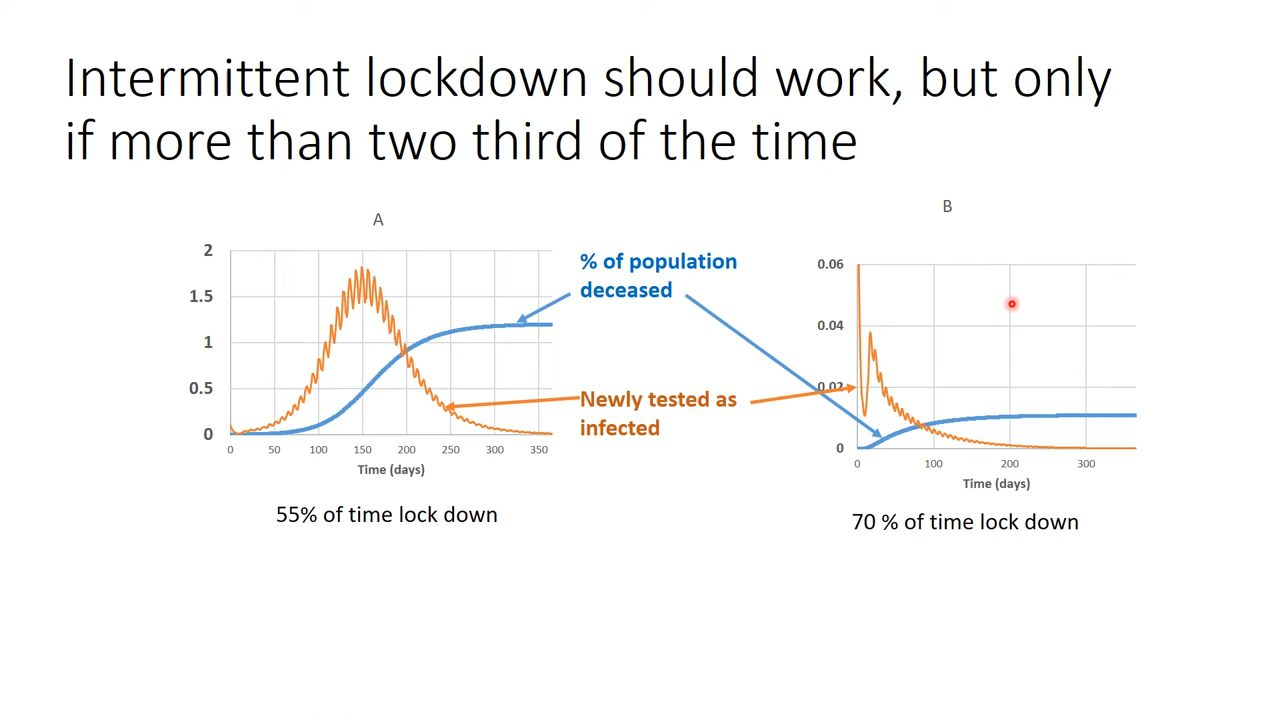 Intermittent lockdown should work, but only
if more than two third of the time
A
2
1.5
1
0.5
0
0 50 100 150 200 250 300 350
Time (days)
55% of time lock down
% of population
deceased
Newly tested as
infected
B
0.06
0.04
0.02
0
0 100 200 300
Time (days)
70 % of time lock down